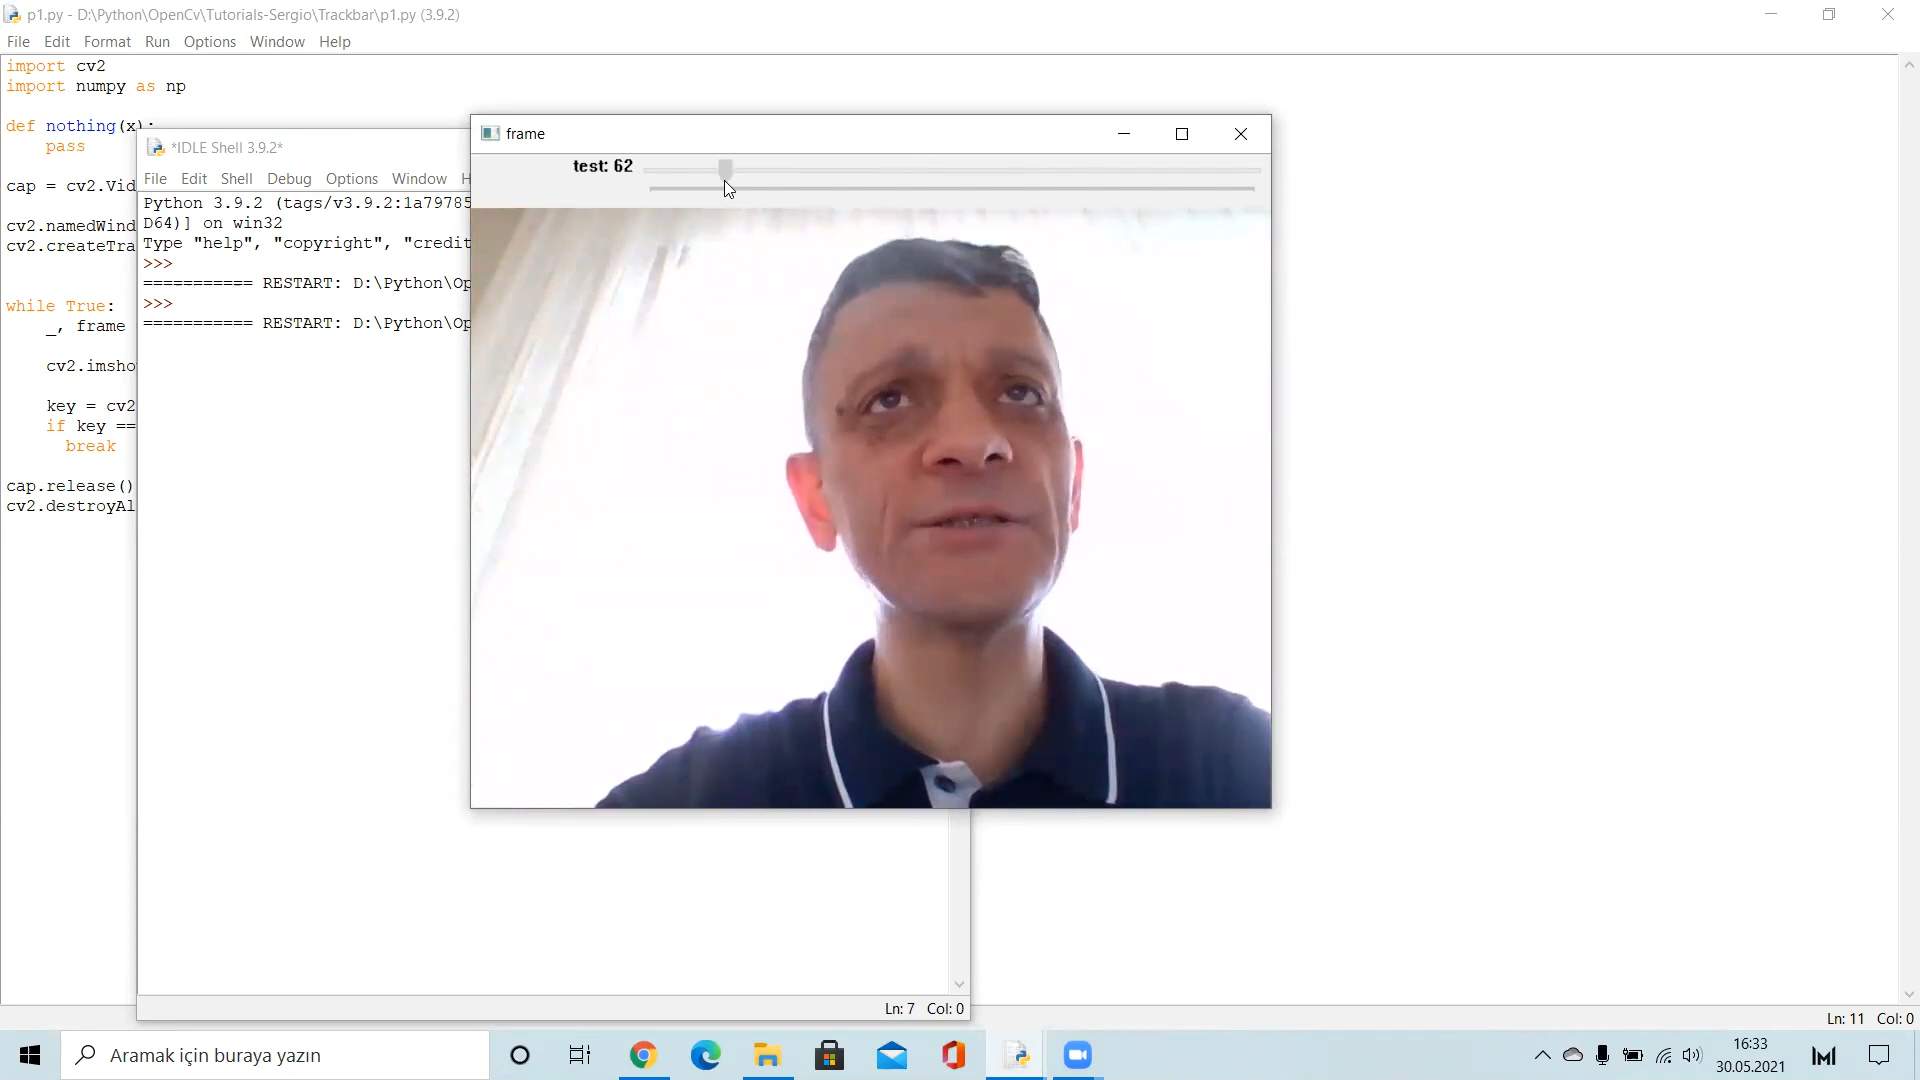 p1.py - D:\Python\OpenCv\Tutorials-Sergio\Trackbar\p1.py (3.9.2)
File Edit Format Run Options Window Help
import cv2
import numpy as np
def nothing(x):
pass
cap = cv2.Vid
cv2.namedWind
cv2.createTra
while True:
_, frame
cv2.imsho
key = cv2
if key ==
break
cap.release()
cv2.destroyAl
*IDLE Shell 3.9.2*
File Edit Shell Debug Options Window H
Python 3.9.2 (tags/v3.9.2:1a79785
D64)] on win32
Type "help", "copyright", "credit
>>>
=========== RESTART: D:\Python\Op
>>>
=========== RESTART: D:\Python\Op
Ln: 7 Col: 0
frame
test: 62
Ln: 11 Col: 0
Aramak için buraya yazın
16:33
30.05.2021